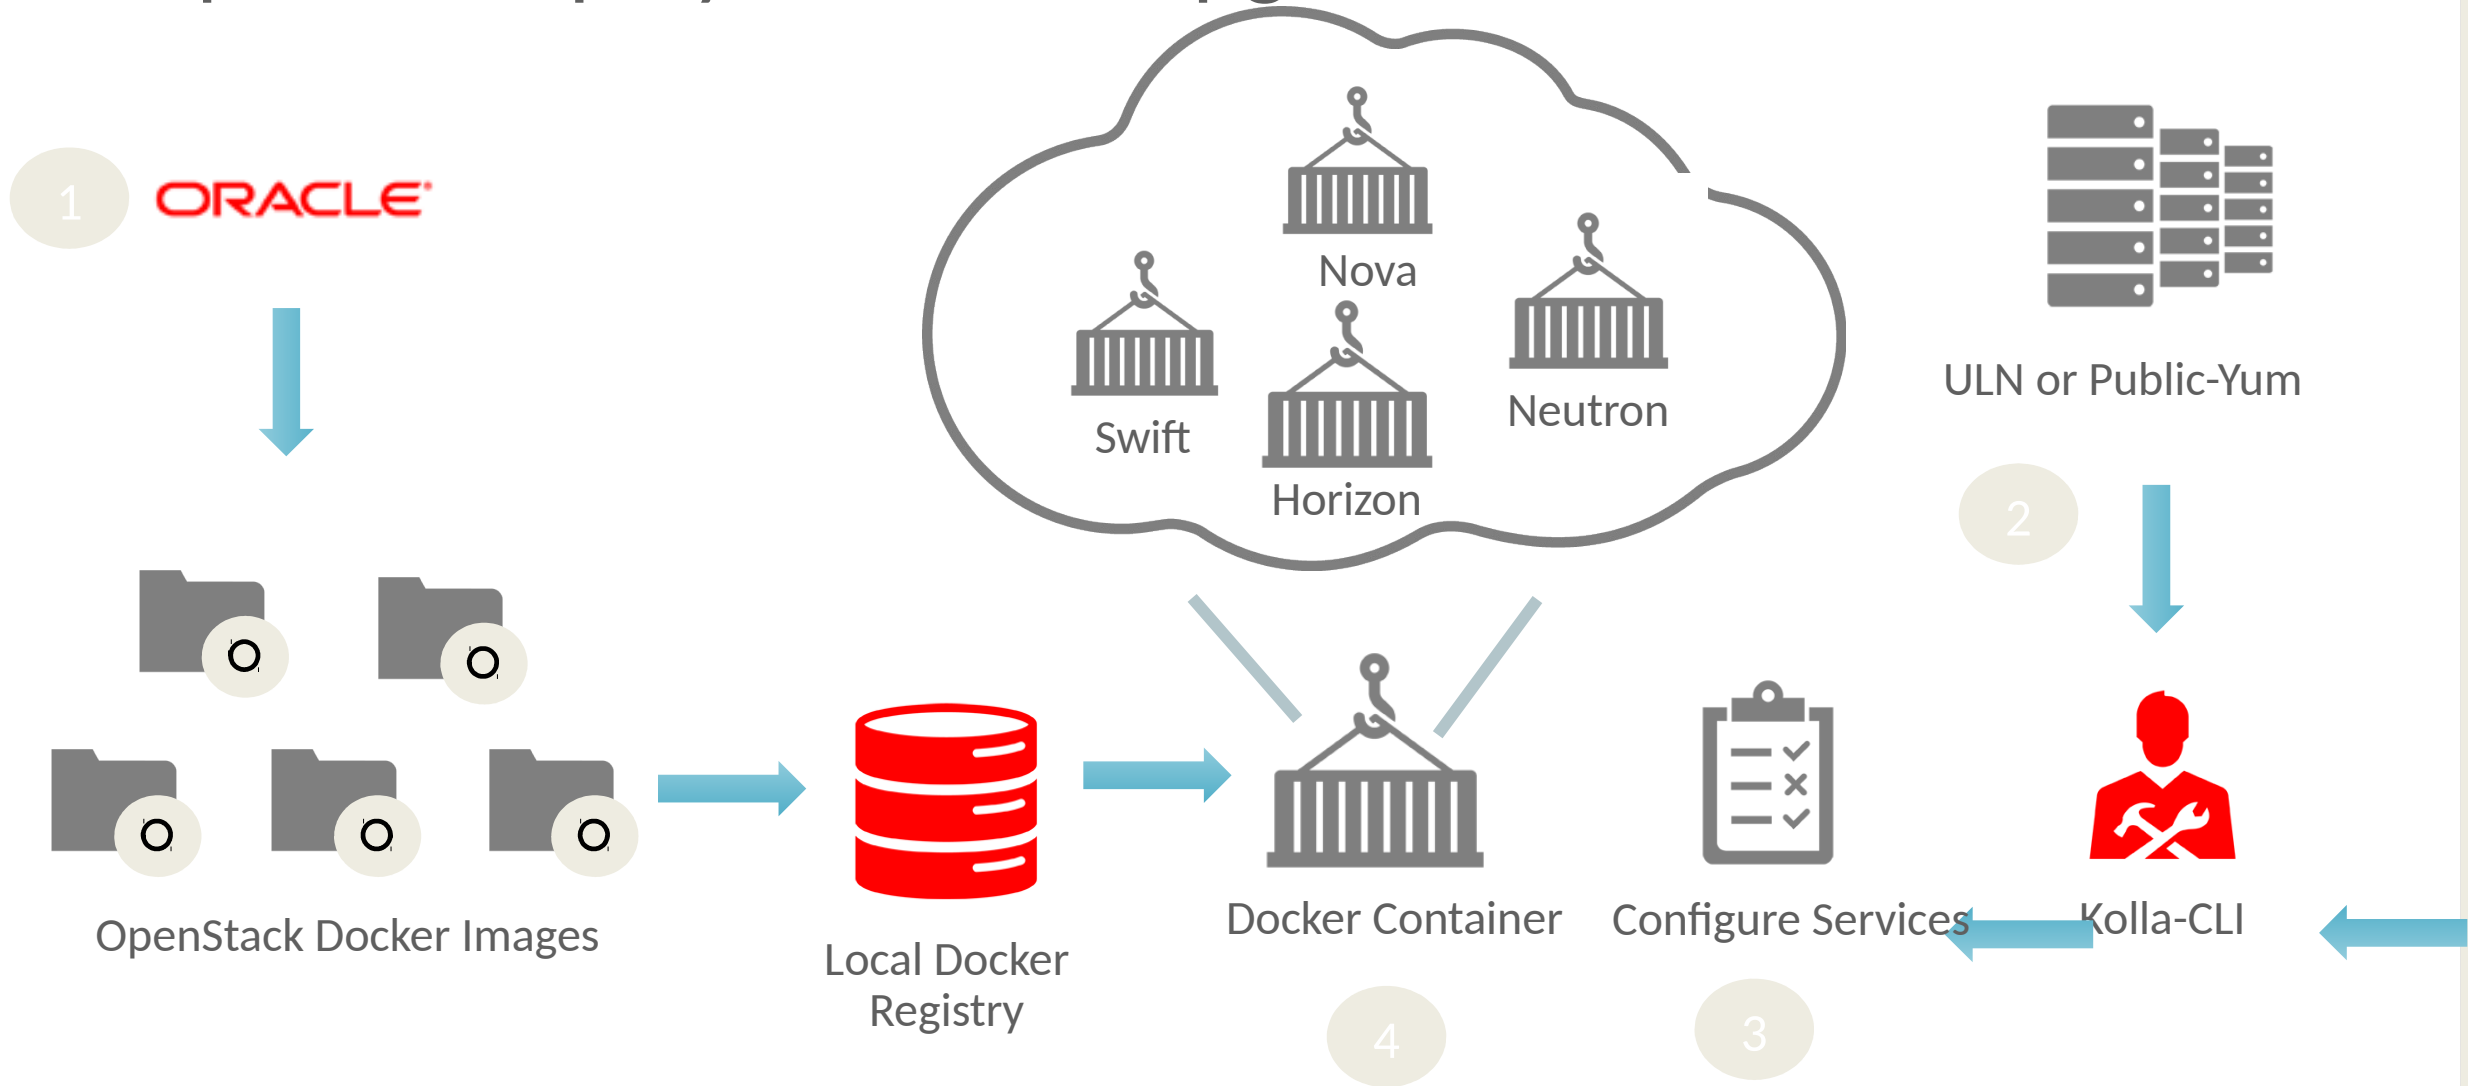 1
ORACLE
Nova
Swift
Neutron
Horizon
ULN or Public-Yum
2
OpenStack Docker Images
Local Docker
Registry
Docker Container
Configure Services
Kolla-CLI
4
3